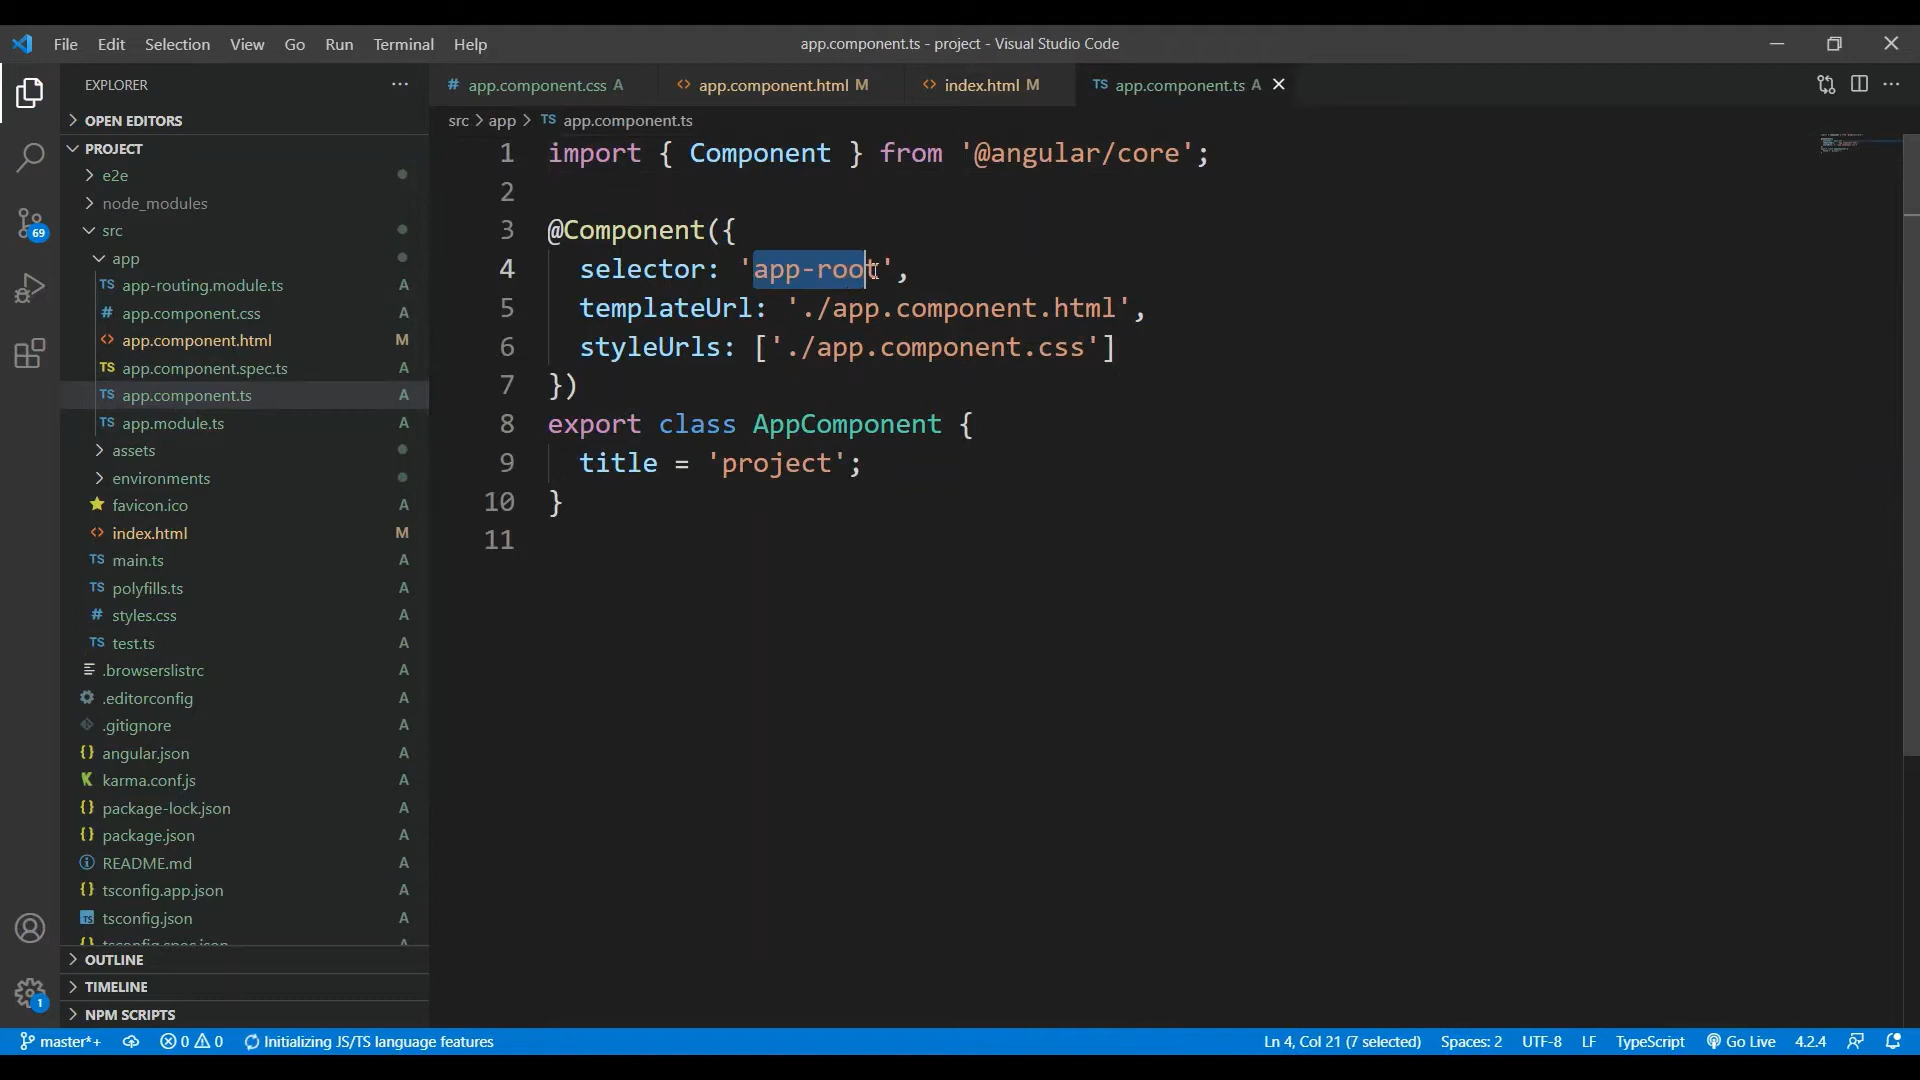 File Edit Selection View Go Run Terminal Help
app.component.ts - project - Visual Studio Code
EXPLORER
OPEN EDITORS
PROJECT
e2e
node_modules
src
app
TS app-routing.module.ts A
# app.component.css A
<> app.component.html M
TS app.component.spec.ts A
TS app.component.ts A
TS app.module.ts A
assets
environments
favicon.ico A
<> index.html M
TS main.ts A
TS polyfills.ts A
# styles.css A
TS test.ts A
.browserslistrc A
.editorconfig A
.gitignore A
{} angular.json A
K karma.conf.js A
{} package-lock.json A
{} package.json A
README.md A
{} tsconfig.app.json A
TS tsconfig.json A
{} tsconfig.spec.json A
OUTLINE
TIMELINE
NPM SCRIPTS
69
1
# app.component.css A
<> app.component.html M
<> index.html M
TS app.component.ts A
src > app > TS app.component.ts
1 import { Component } from '@angular/core';
2
3 @Component({
4 selector: 'app-root',
5 templateUrl: './app.component.html',
6 styleUrls: ['./app.component.css']
7 })
8 export class AppComponent {
9 title = 'project';
10 }
11
master*+ 0 0 Initializing JS/TS language features
Ln 4, Col 21 (7 selected) Spaces: 2 UTF-8 LF TypeScript Go Live 4.2.4